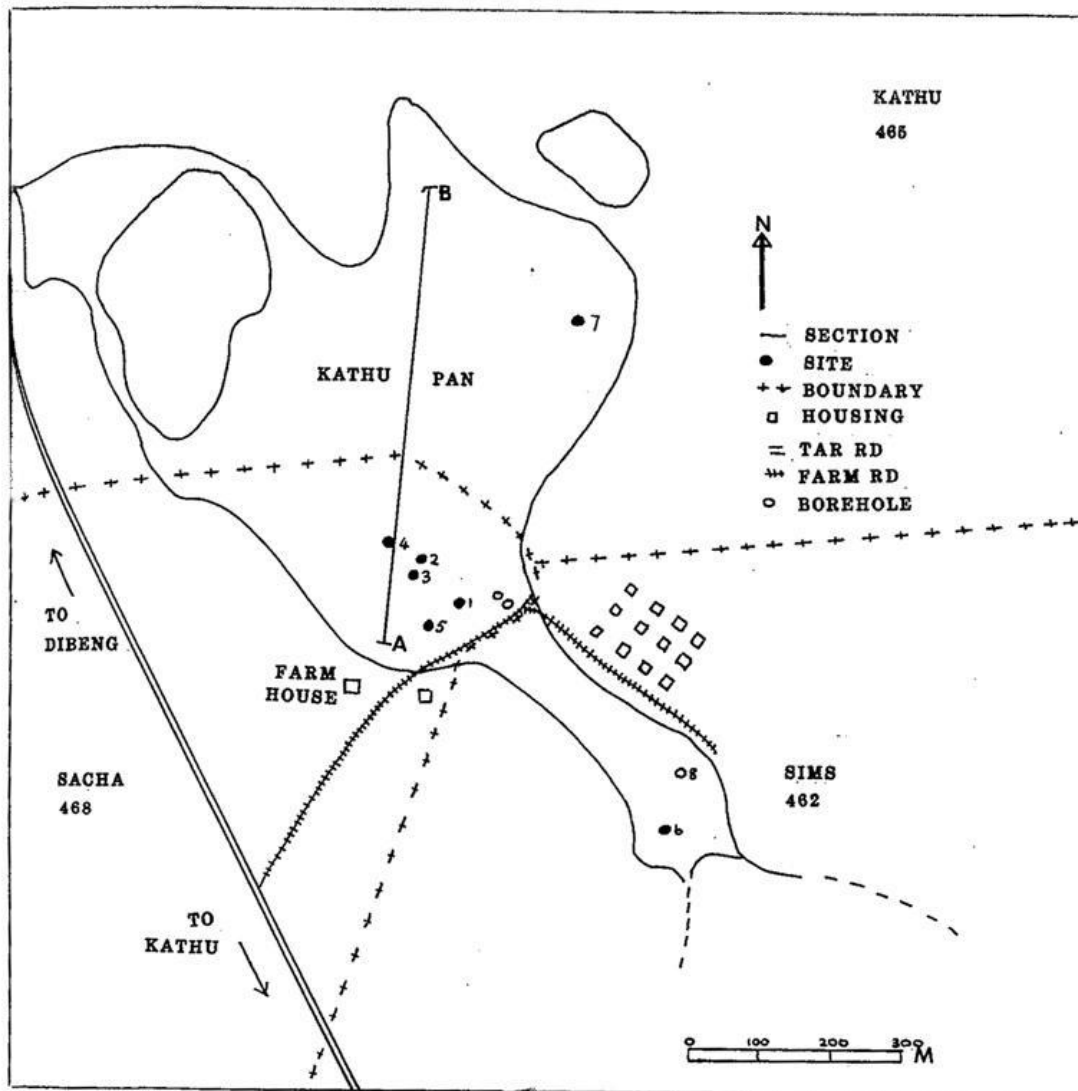 KATHU
465
B
N
7
SECTION
SITE
BOUNDARY
HOUSING
TAR RD
FARM RD
BOREHOLE
KATHU PAN
4
2
3
1
5
A
TO
DIBENG
FARM
HOUSE
SACHA
468
8
SIMS
462
6
TO
KATHU
0 100 200 300
M